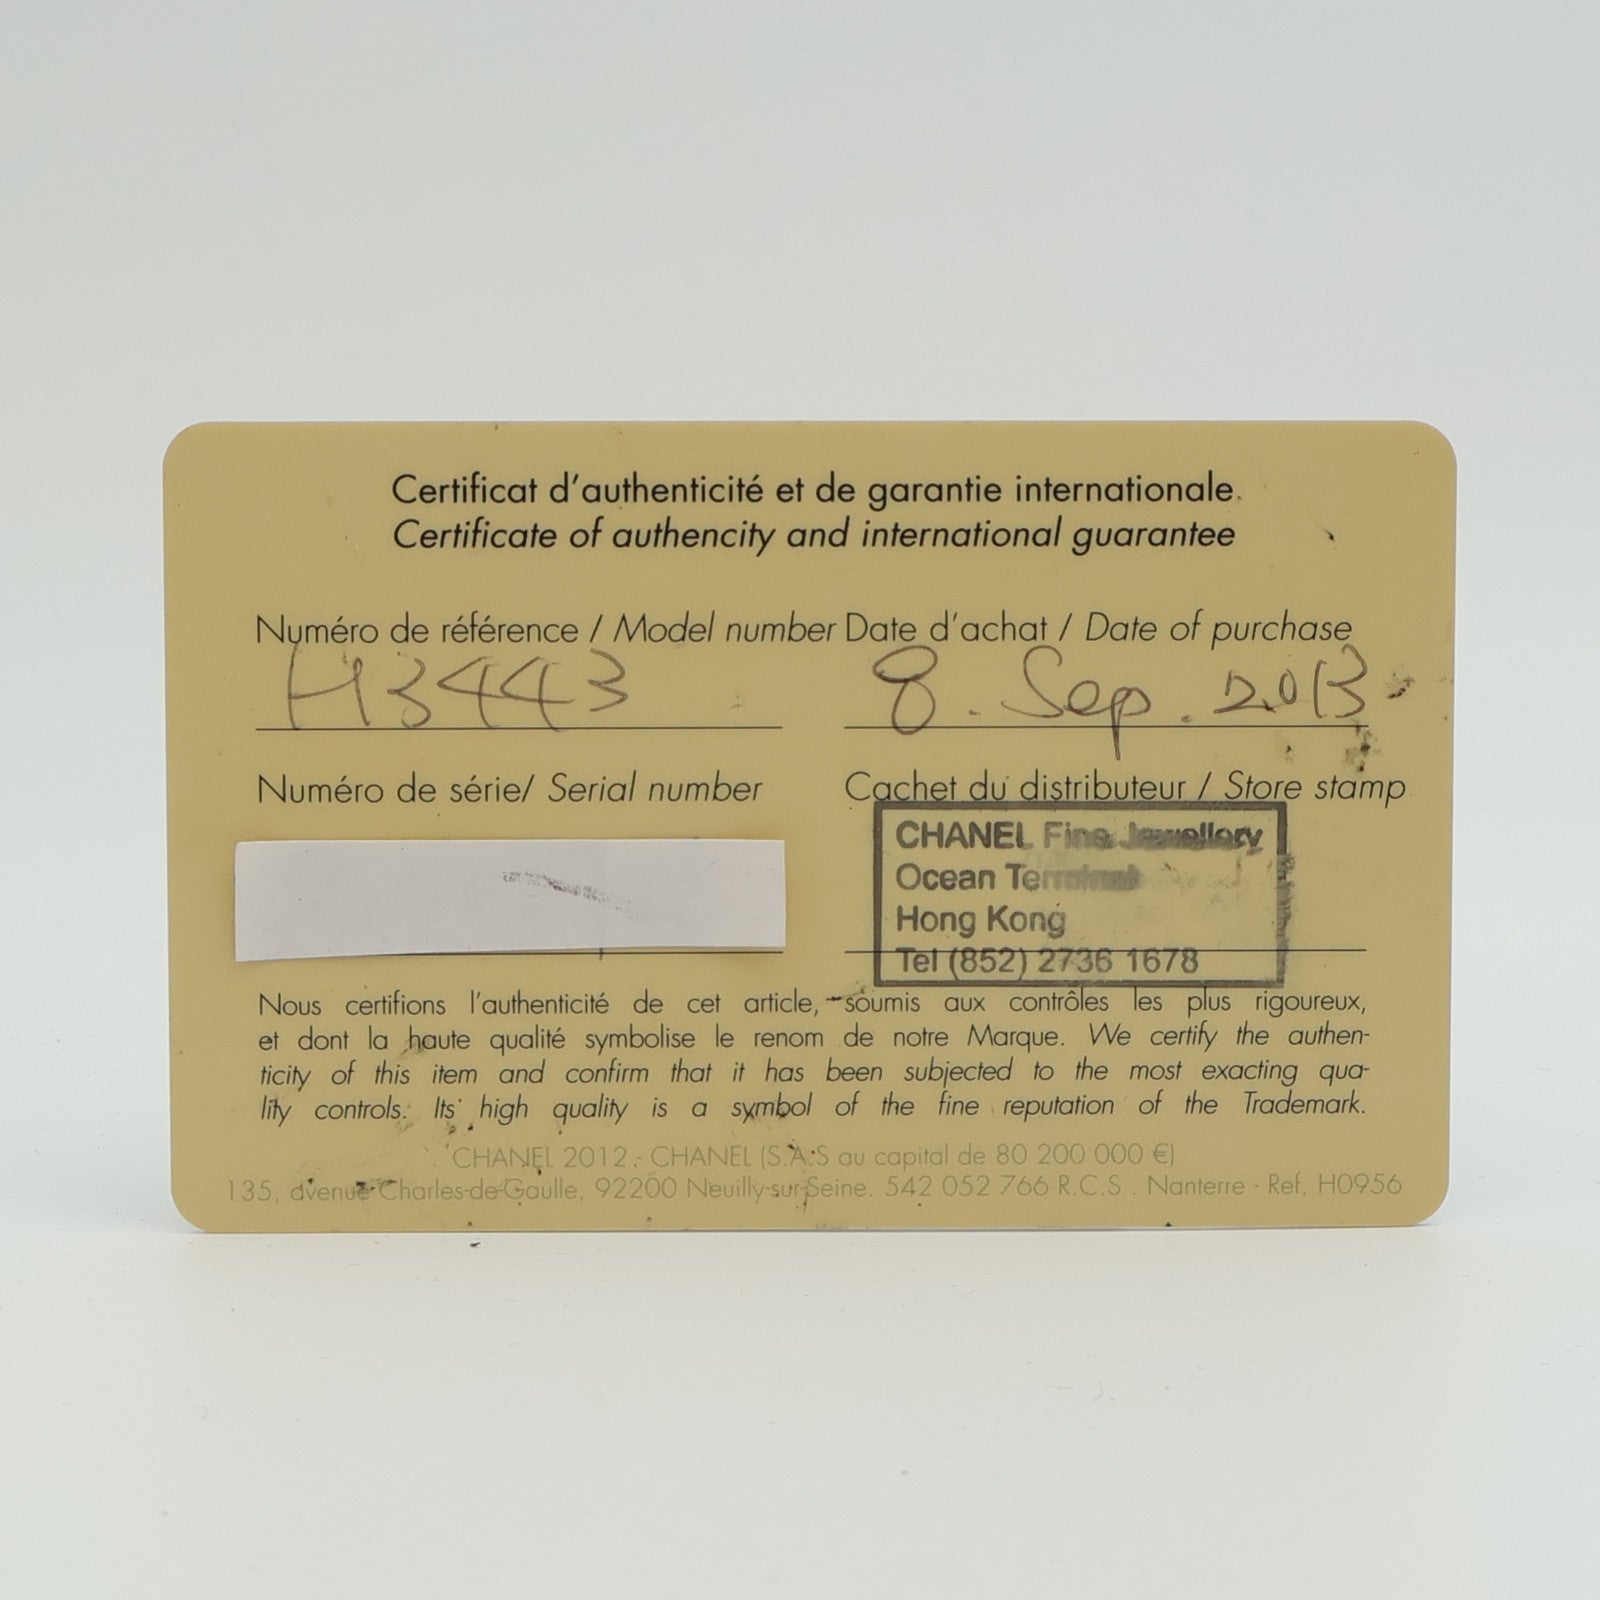 Certificat d'authenticité et de garantie internationale.
Certificate of authencity and international guarantee
Numéro de référence / Model number Date d'achat / Date of purchase
H3443 8. Sep. 2013
Numéro de série/ Serial number Cachet du distributeur / Store stamp
CHANEL Fine Jewellery
Ocean Terminal
Hong Kong
Tel (852) 2736 1678
Nous certifions l'authenticité de cet article, soumis aux contrôles les plus rigoureux,
et dont la haute qualité symbolise le renom de notre Marque. We certify the authen-
ticity of this item and confirm that it has been subjected to the most exacting qua-
lity controls. Its high quality is a symbol of the fine reputation of the Trademark.
CHANEL 2012 - CHANEL (S.A.S au capital de 80 200 000 €)
135, avenue Charles-de-Gaulle, 92200 Neuilly-sur-Seine. 542 052 766 R.C.S . Nanterre - Ref, H0956